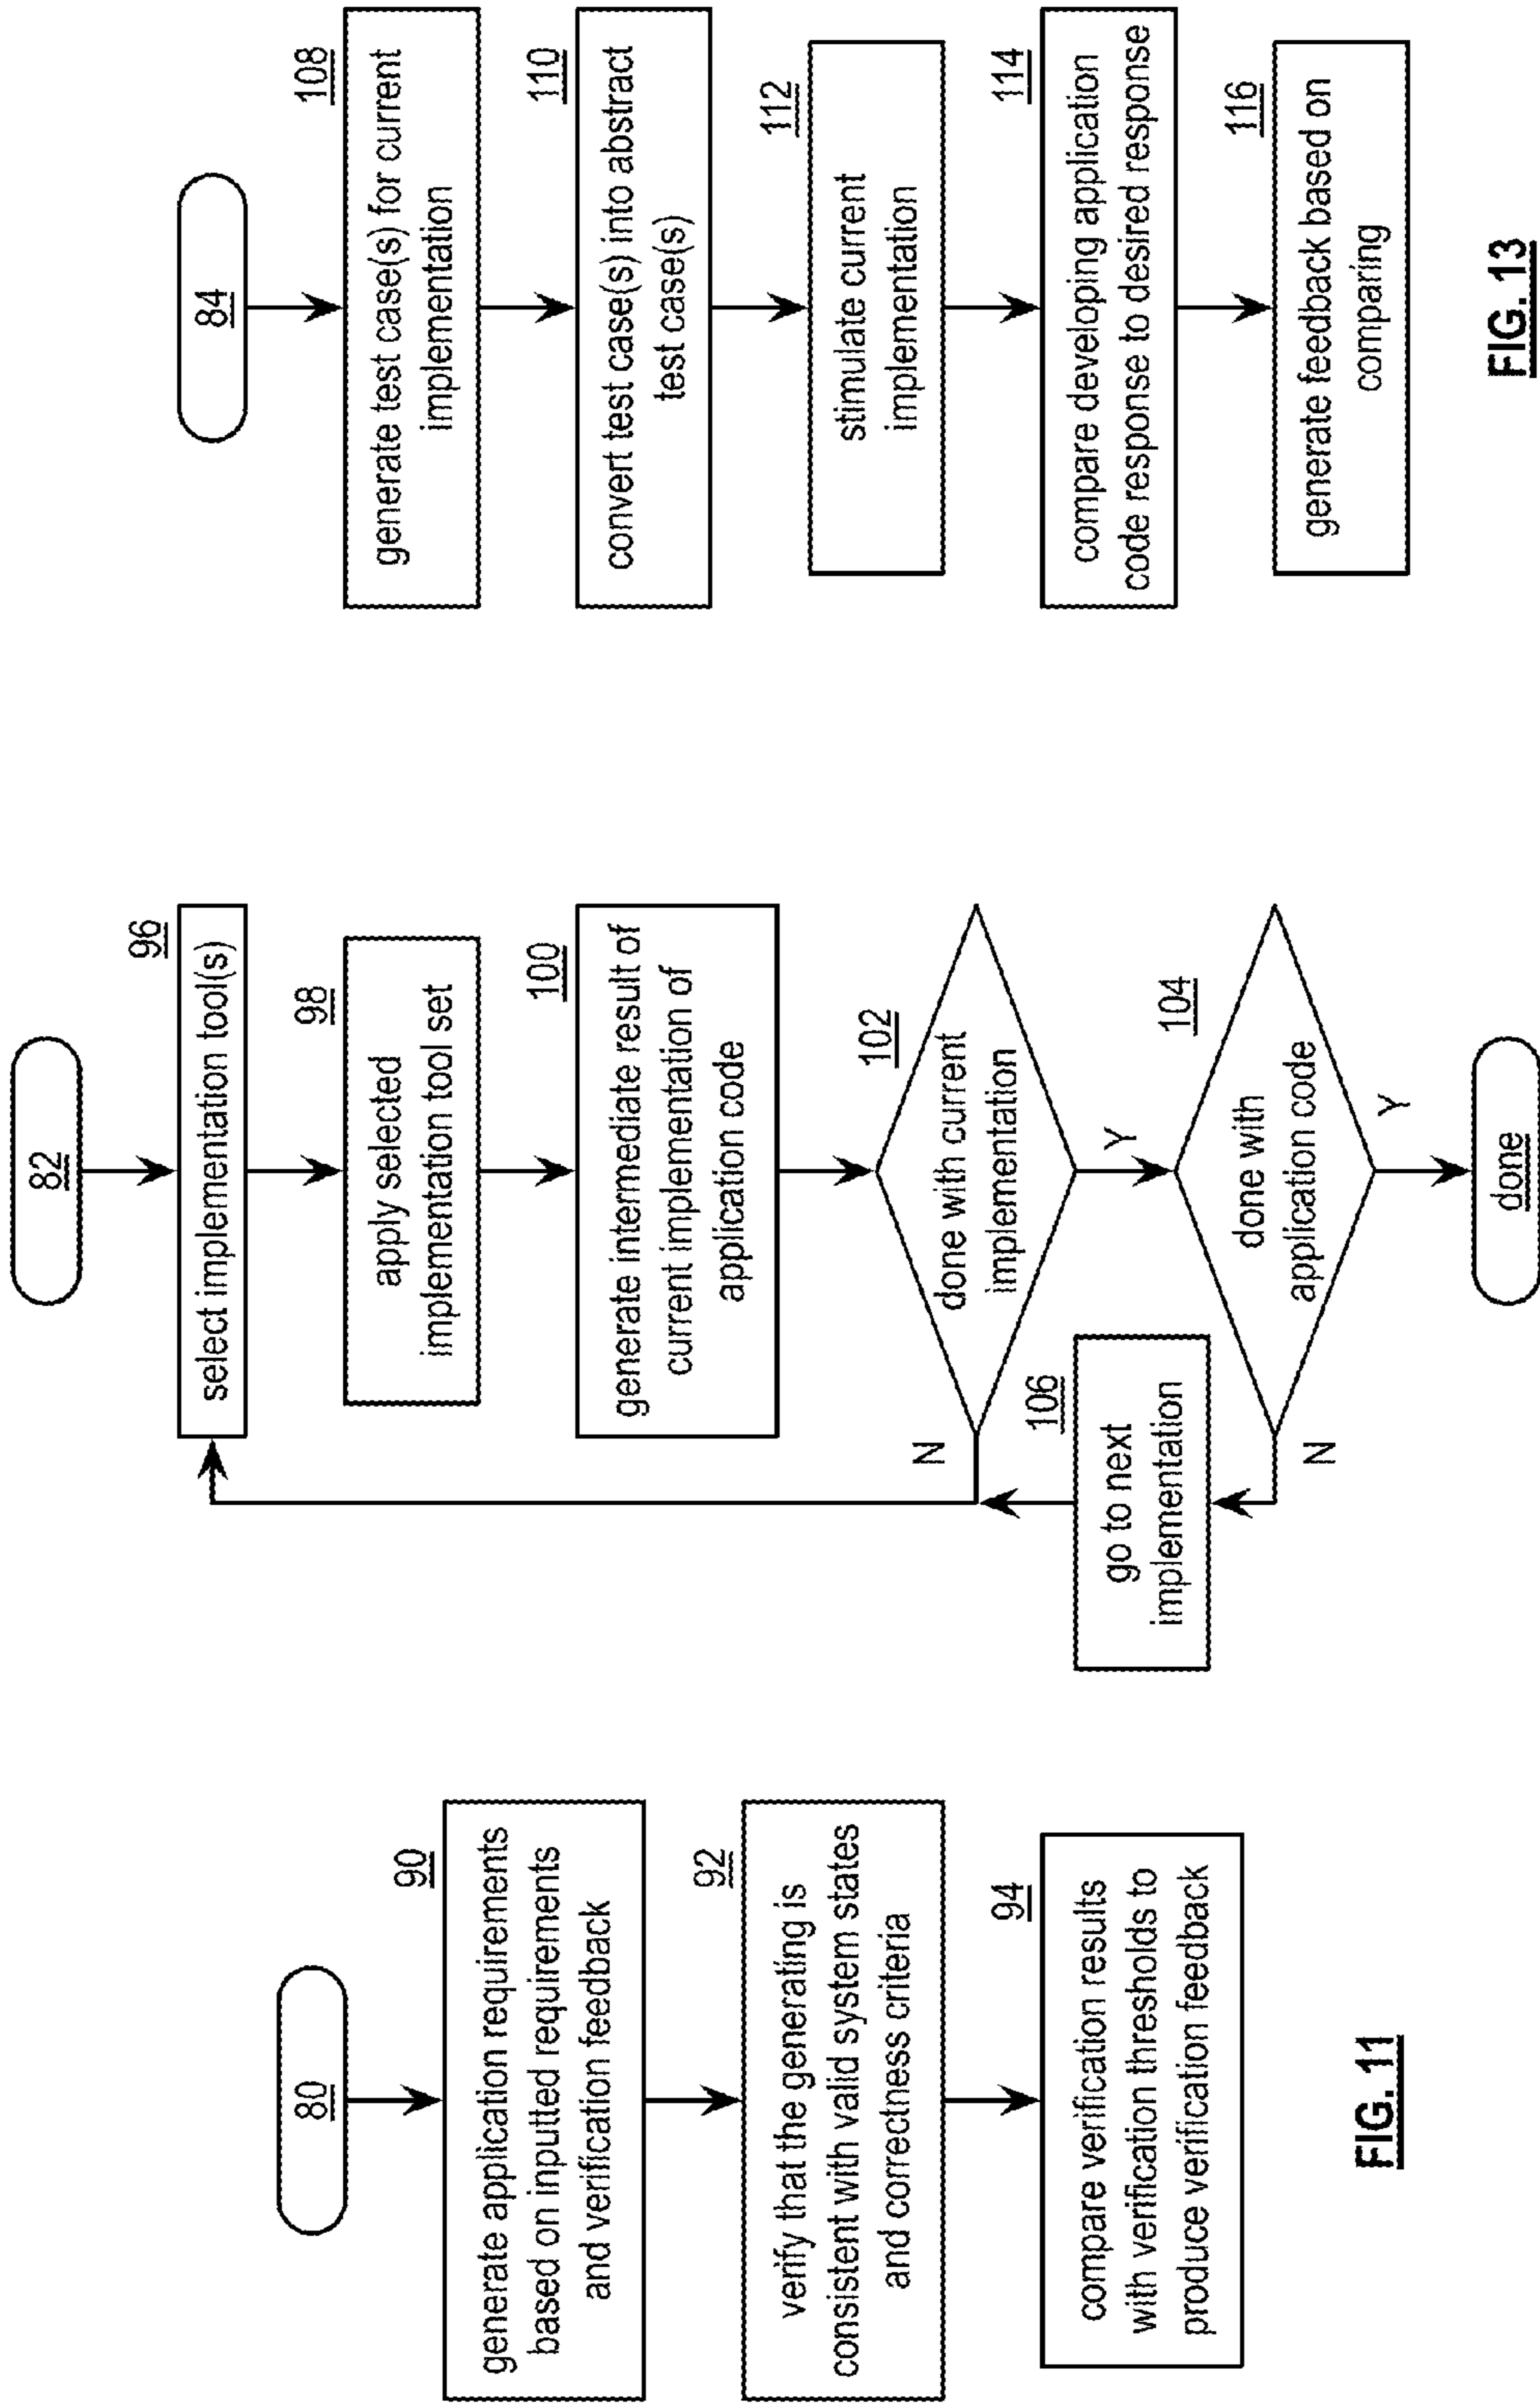 80
90
generate application requirements
based on inputted requirements
and verification feedback
92
verify that the generating is
consistent with valid system states
and correctness criteria
94
compare verification results
with verification thresholds to
produce verification feedback
FIG. 11
82
96
select implementation tool(s)
98
apply selected
implementation tool set
100
generate intermediate result of
current implementation of
application code
102
done with current
implementation
N
Y
104
done with
application code
N
Y
106
go to next
implementation
done
84
108
generate test case(s) for current
implementation
110
convert test case(s) into abstract
test case(s)
112
stimulate current
implementation
114
compare developing application
code response to desired response
116
generate feedback based on
comparing
FIG. 13